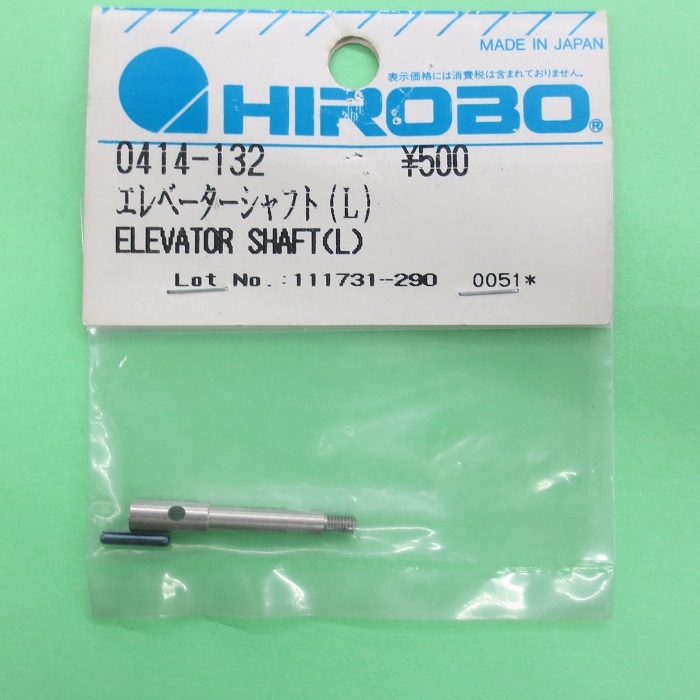 MADE IN JAPAN
表示価格には消費税は含まれておりません。
HIROBO®
0414-132 ¥500
エレベーターシャフト(L)
ELEVATOR SHAFT(L)
Lot No.:111731-290 0051*